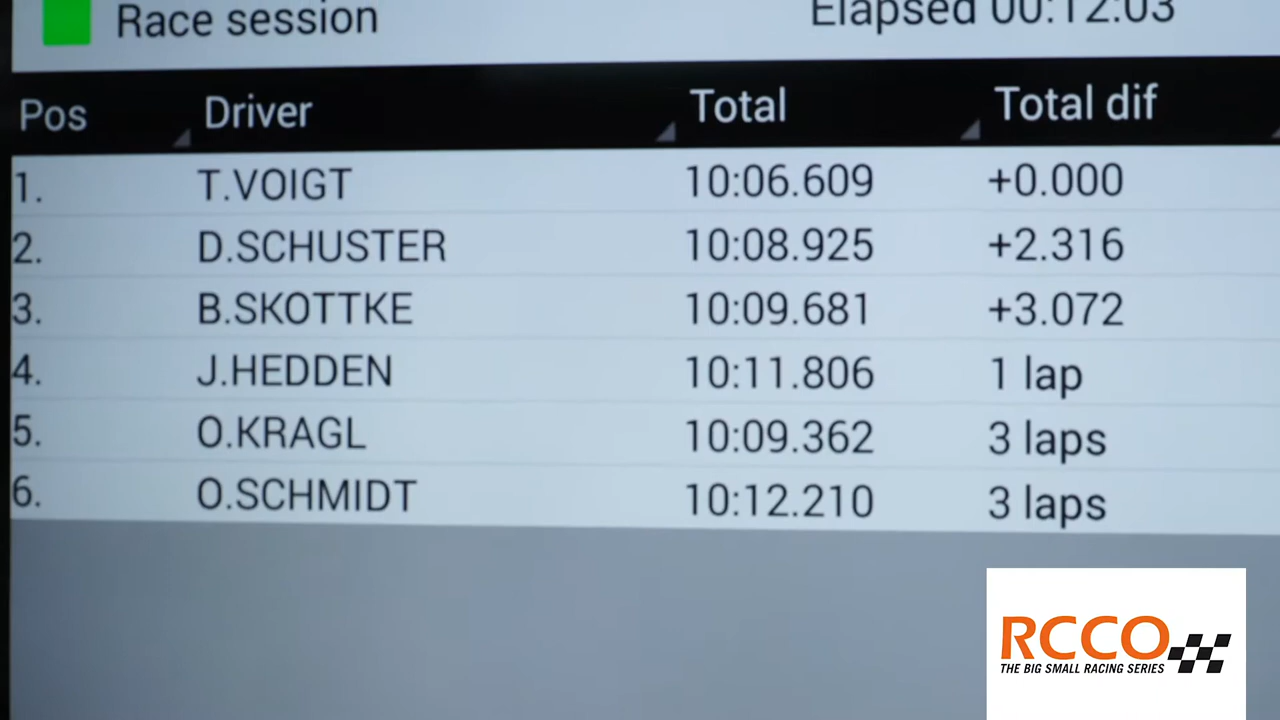 Race session Elapsed 00:12:03
Pos Driver Total Total dif
1. T.VOIGT 10:06.609 +0.000
2. D.SCHUSTER 10:08.925 +2.316
3. B.SKOTTKE 10:09.681 +3.072
4. J.HEDDEN 10:11.806 1 lap
5. O.KRAGL 10:09.362 3 laps
6. O.SCHMIDT 10:12.210 3 laps
RCCO
THE BIG SMALL RACING SERIES